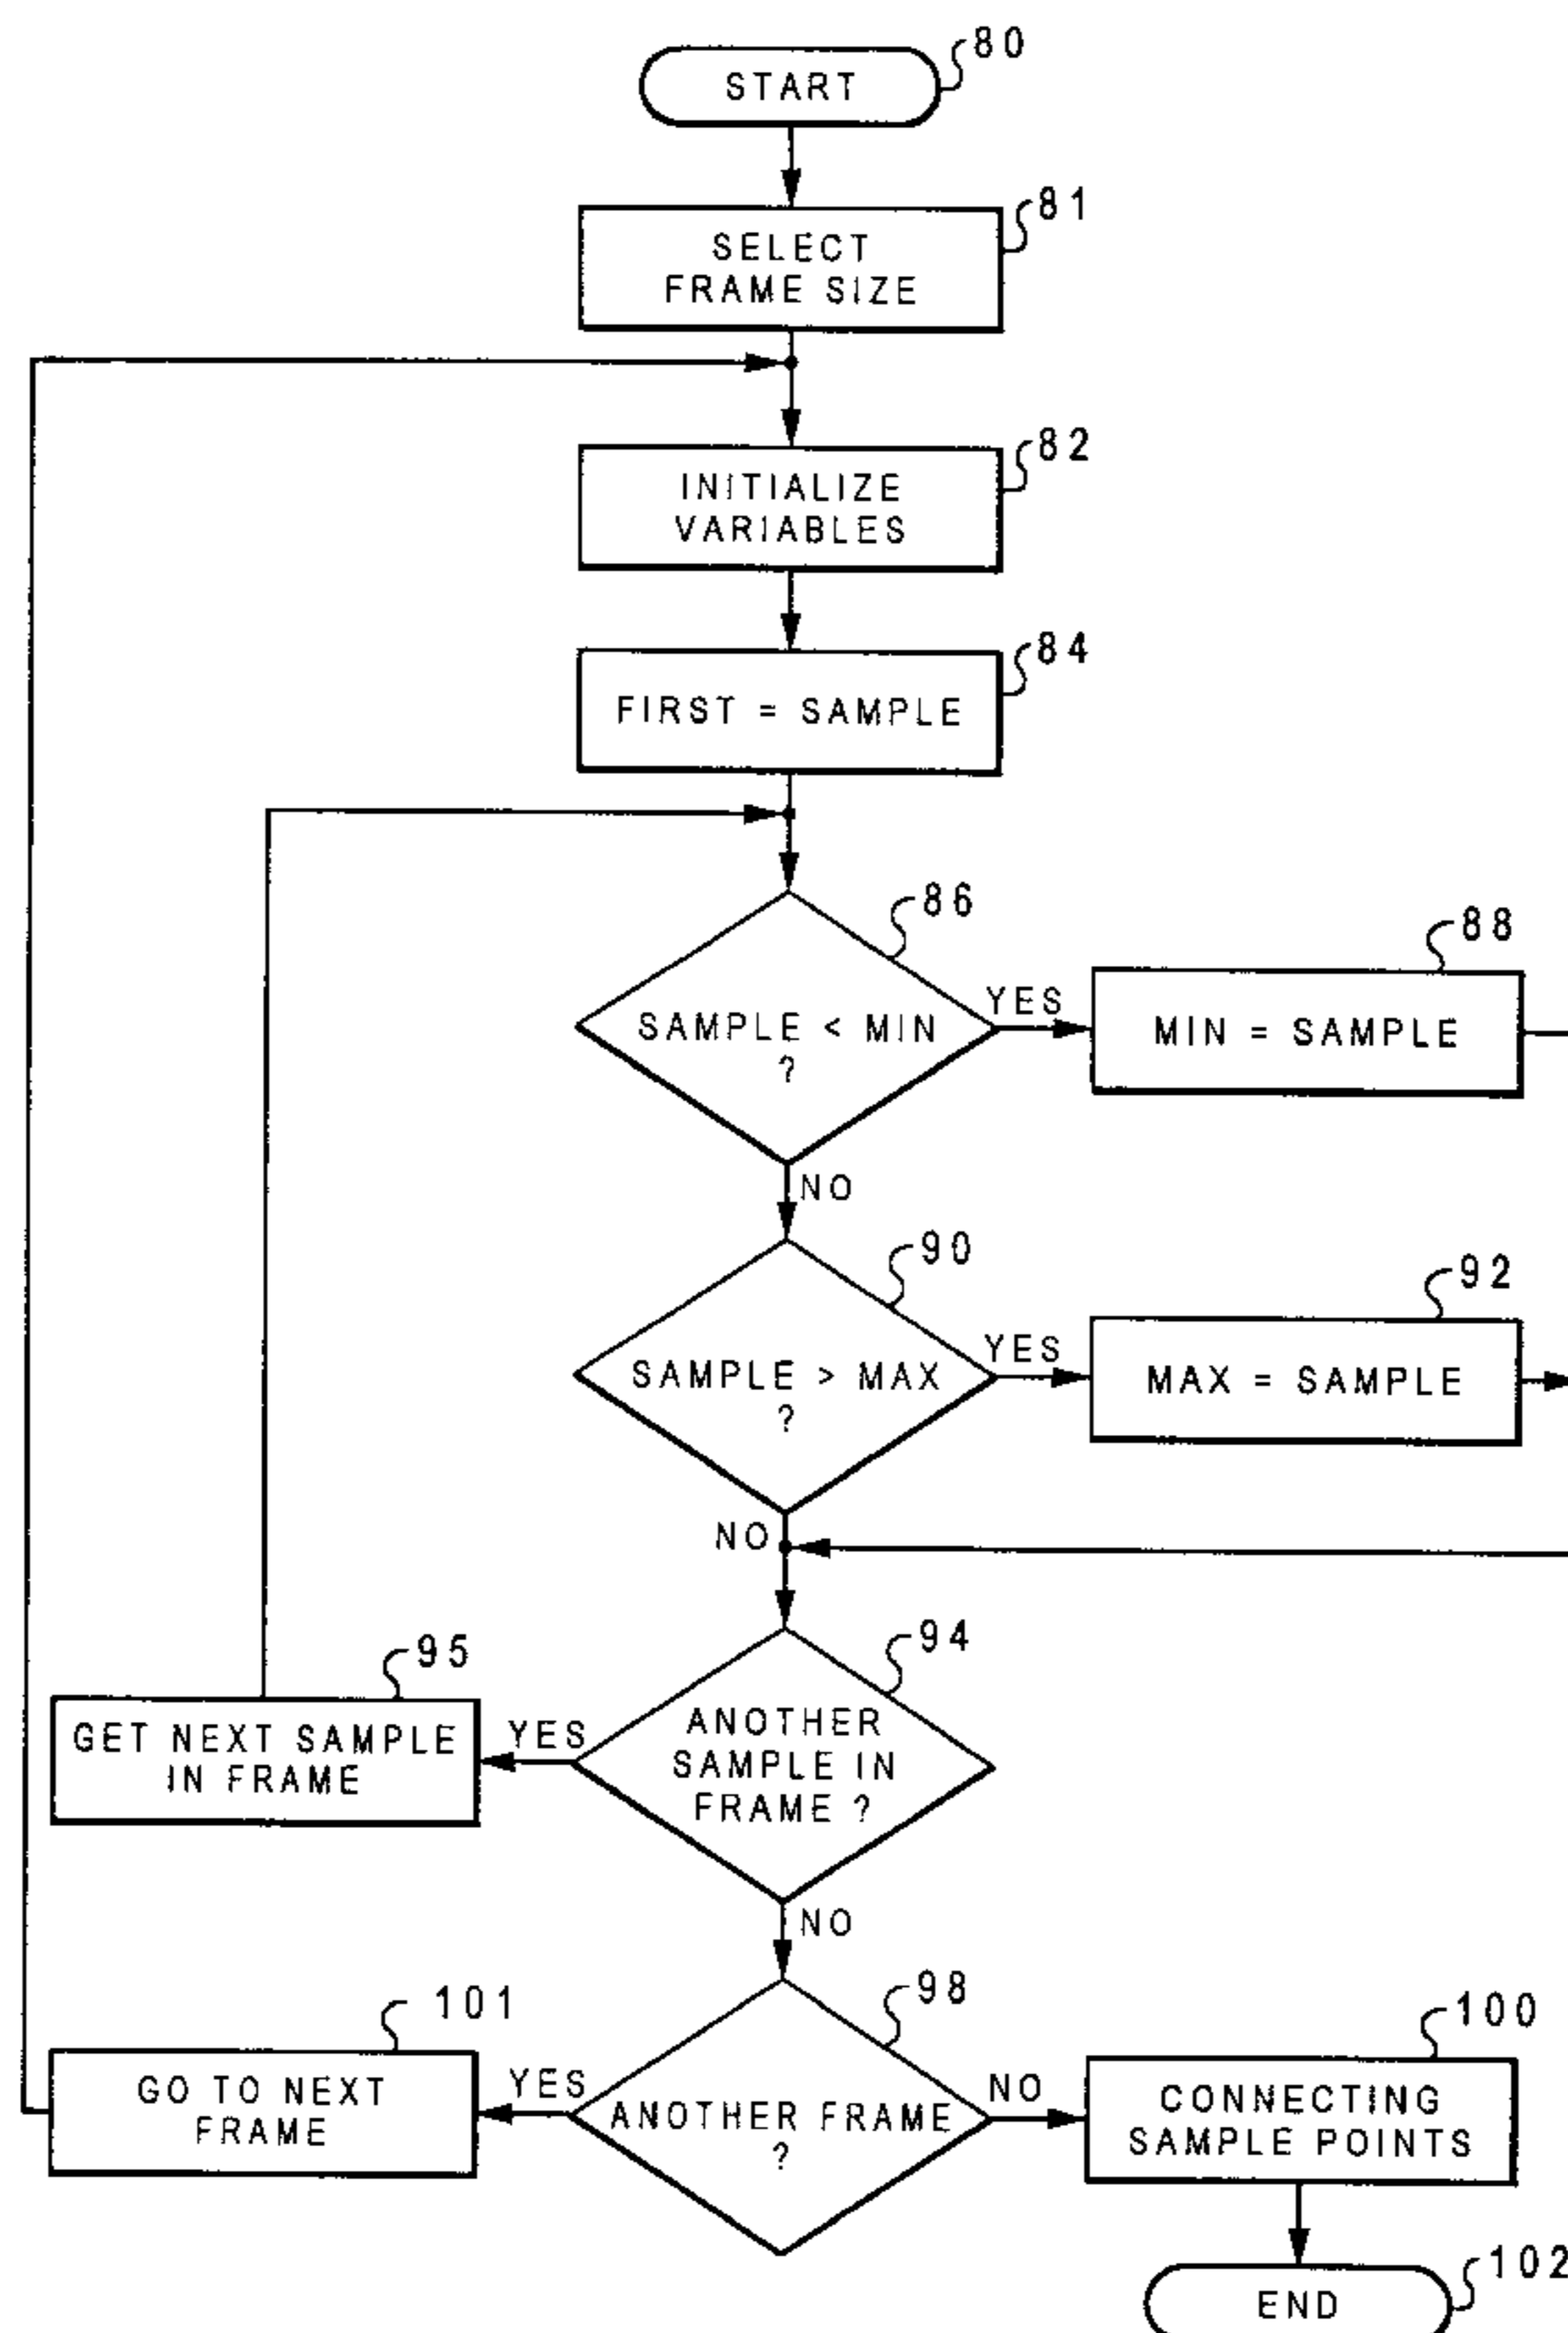 80
START
81
SELECT
FRAME SIZE
82
INITIALIZE
VARIABLES
84
FIRST = SAMPLE
86
SAMPLE < MIN
?
YES
88
MIN = SAMPLE
NO
90
SAMPLE > MAX
?
YES
92
MAX = SAMPLE
NO
94
ANOTHER
SAMPLE IN
FRAME ?
YES
95
GET NEXT SAMPLE
IN FRAME
NO
98
ANOTHER FRAME
?
YES
101
GO TO NEXT
FRAME
NO
100
CONNECTING
SAMPLE POINTS
102
END